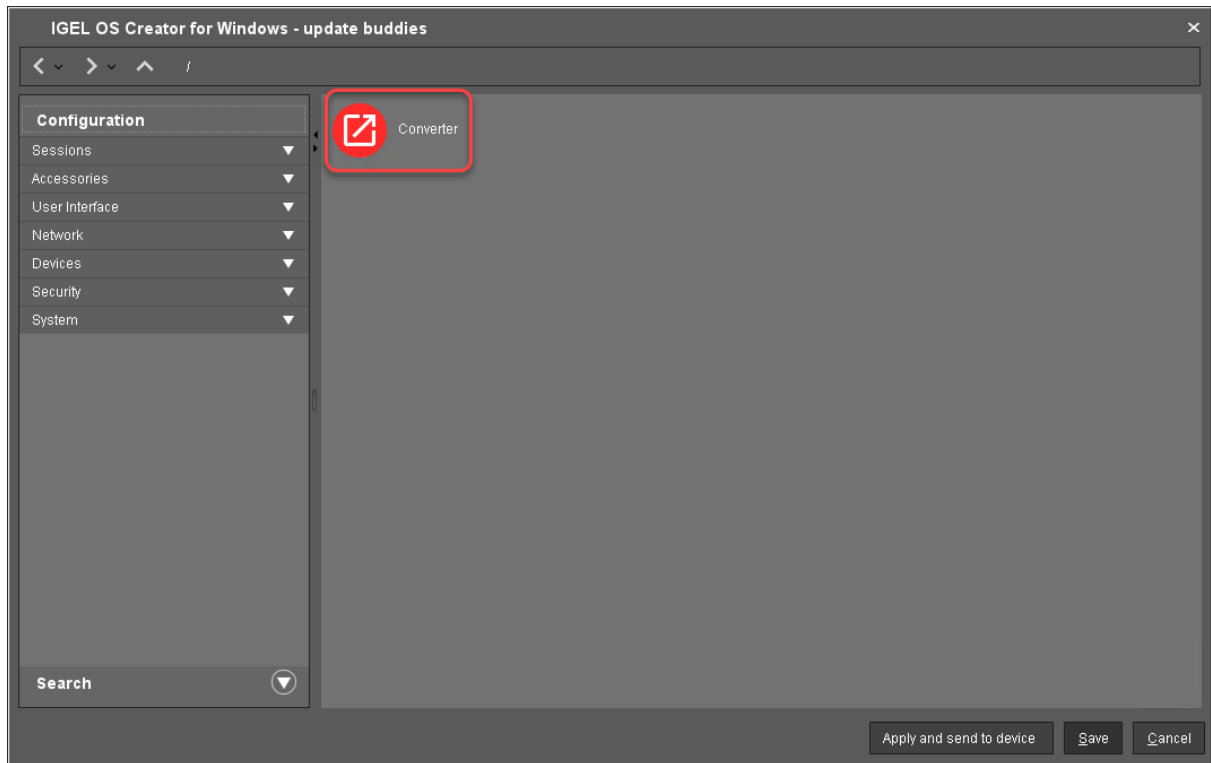 IGEL OS Creator for Windows - update buddies
/
Configuration
Sessions
Accessories
User Interface
Network
Devices
Security
System
Search
Converter
Apply and send to device
Save
Cancel